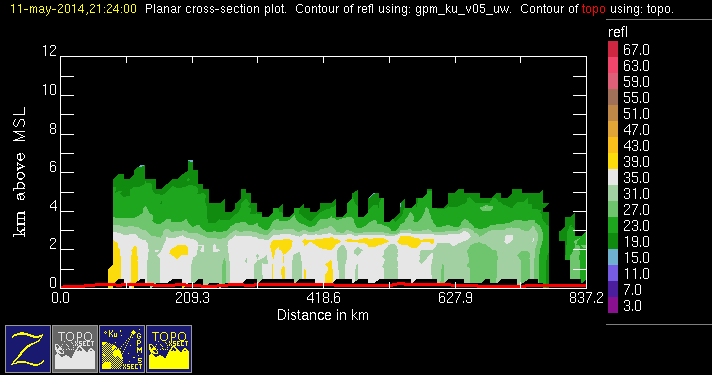 11-may-2014,21:24:00 Planar cross-section plot. Contour of refl using: gpm_ku_v05_uw. Contour of topo using: topo.
refl
67.0
63.0
59.0
55.0
51.0
47.0
43.0
39.0
35.0
31.0
27.0
23.0
19.0
15.0
11.0
7.0
3.0
km above MSL
12
10
8
6
4
2
0
0.0 209.3 418.6 627.9 837.2
Distance in km
Z
TOPO XSECT
"Ku" GPM XSECT
TOPO XSECT